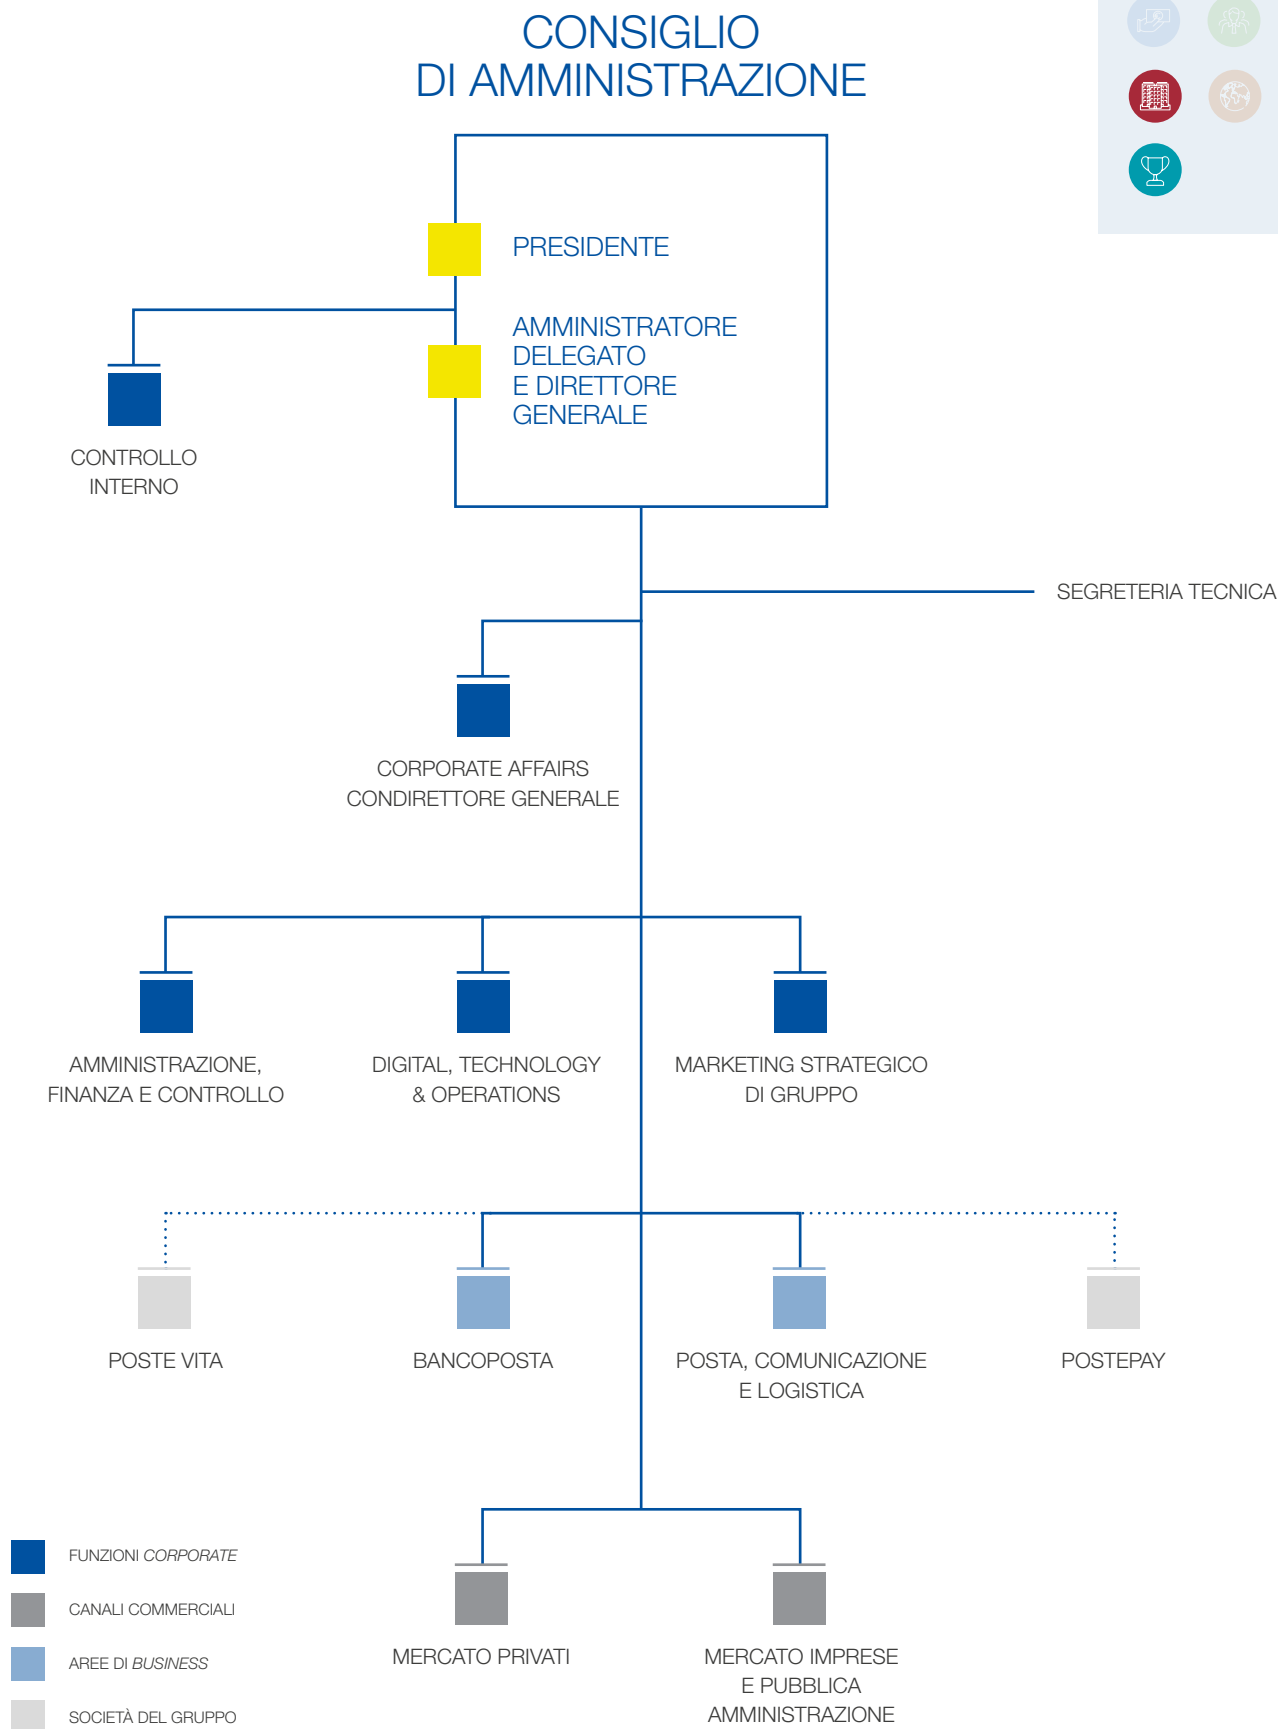 CONSIGLIO
DI AMMINISTRAZIONE
PRESIDENTE
AMMINISTRATORE
DELEGATO
E DIRETTORE
GENERALE
CONTROLLO
INTERNO
SEGRETERIA TECNICA
CORPORATE AFFAIRS
CONDIRETTORE GENERALE
AMMINISTRAZIONE,
FINANZA E CONTROLLO
DIGITAL, TECHNOLOGY
& OPERATIONS
MARKETING STRATEGICO
DI GRUPPO
POSTE VITA
BANCOPOSTA
POSTA, COMUNICAZIONE
E LOGISTICA
POSTEPAY
MERCATO PRIVATI
MERCATO IMPRESE
E PUBBLICA
AMMINISTRAZIONE
FUNZIONI CORPORATE
CANALI COMMERCIALI
AREE DI BUSINESS
SOCIETÀ DEL GRUPPO